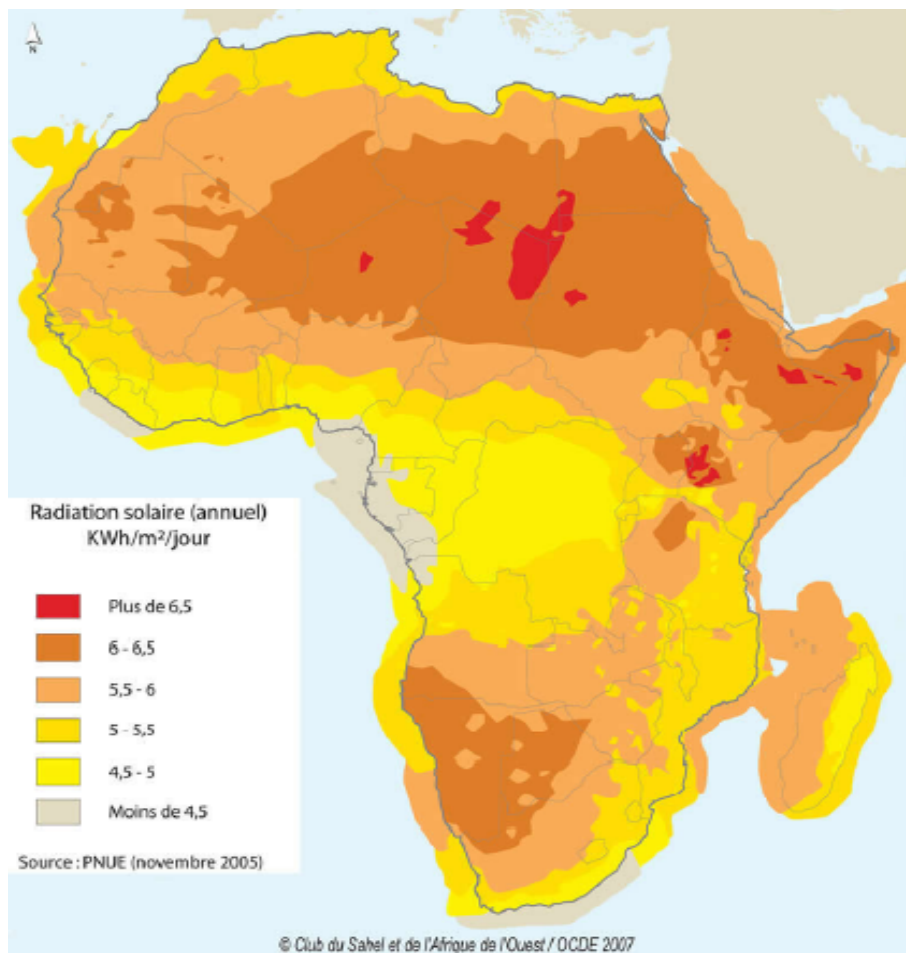 N
Radiation solaire (annuel)
KWh/m²/jour
Plus de 6,5
6 - 6,5
5,5 - 6
5 - 5,5
4,5 - 5
Moins de 4,5
Source : PNUE (novembre 2005)
© Club du Sahel et de l'Afrique de l'Ouest / OCDE 2007